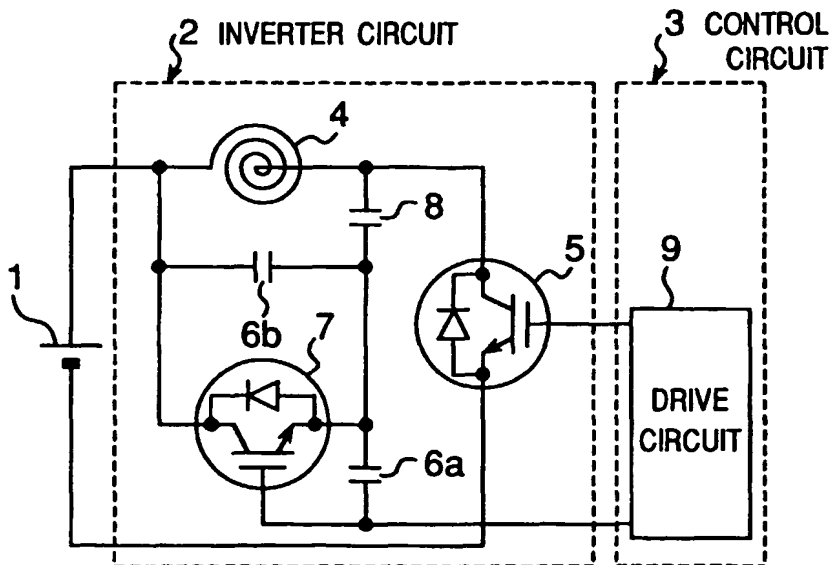 2 INVERTER CIRCUIT
3 CONTROL
CIRCUIT
4
8
5
9
1
6b
7
6a
DRIVE
CIRCUIT